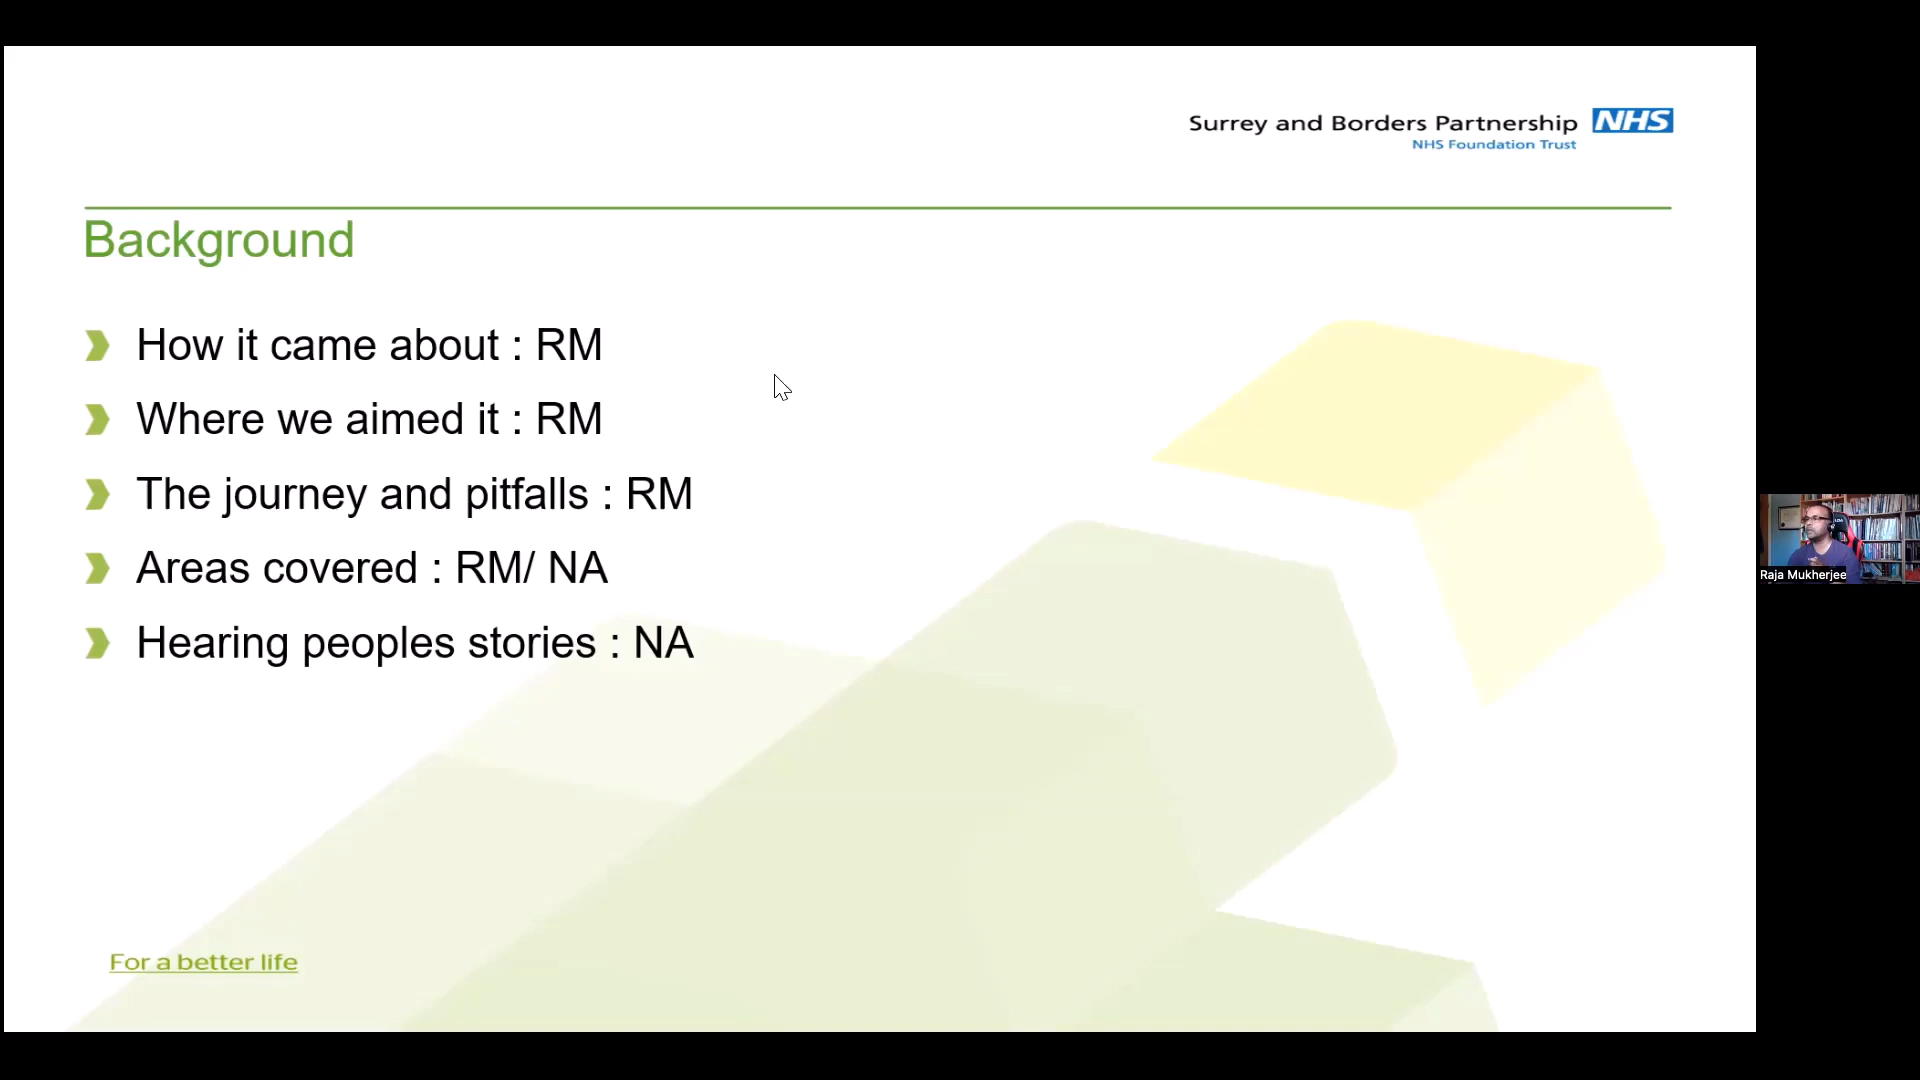 Surrey and Borders Partnership NHS
NHS Foundation Trust
Background
How it came about : RM
Where we aimed it : RM
The journey and pitfalls : RM
Areas covered : RM/ NA
Hearing peoples stories : NA
For a better life
Raja Mukherjee